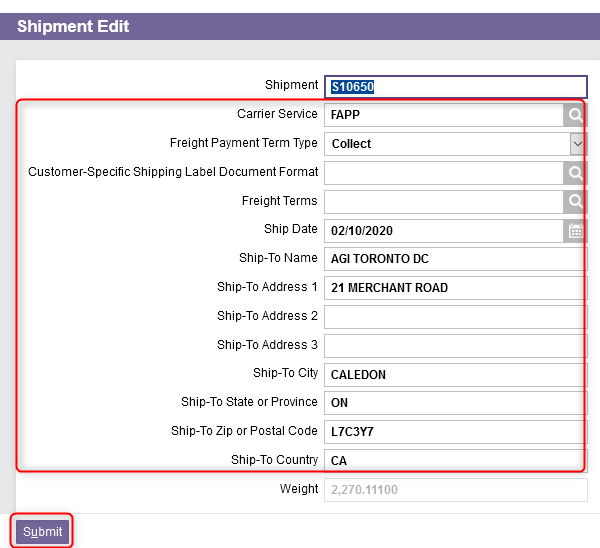 Shipment Edit
Shipment S10650
Carrier Service FAPP
Freight Payment Term Type Collect
Customer-Specific Shipping Label Document Format
Freight Terms
Ship Date 02/10/2020
Ship-To Name AGI TORONTO DC
Ship-To Address 1 21 MERCHANT ROAD
Ship-To Address 2
Ship-To Address 3
Ship-To City CALEDON
Ship-To State or Province ON
Ship-To Zip or Postal Code L7C3Y7
Ship-To Country CA
Weight 2,270.11100
Submit